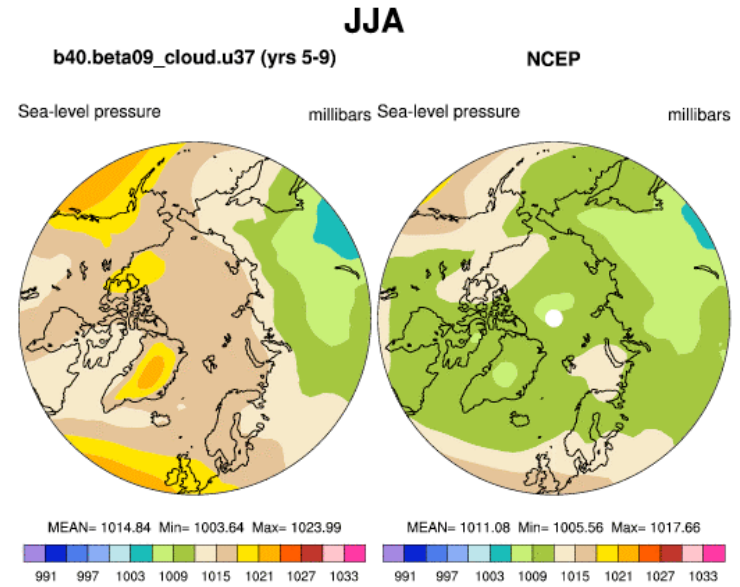 JJA
b40.beta09_cloud.u37 (yrs 5-9)
NCEP
Sea-level pressure millibars
Sea-level pressure millibars
MEAN= 1014.84 Min= 1003.64 Max= 1023.99
MEAN= 1011.08 Min= 1005.56 Max= 1017.66
991 997 1003 1009 1015 1021 1027 1033
991 997 1003 1009 1015 1021 1027 1033